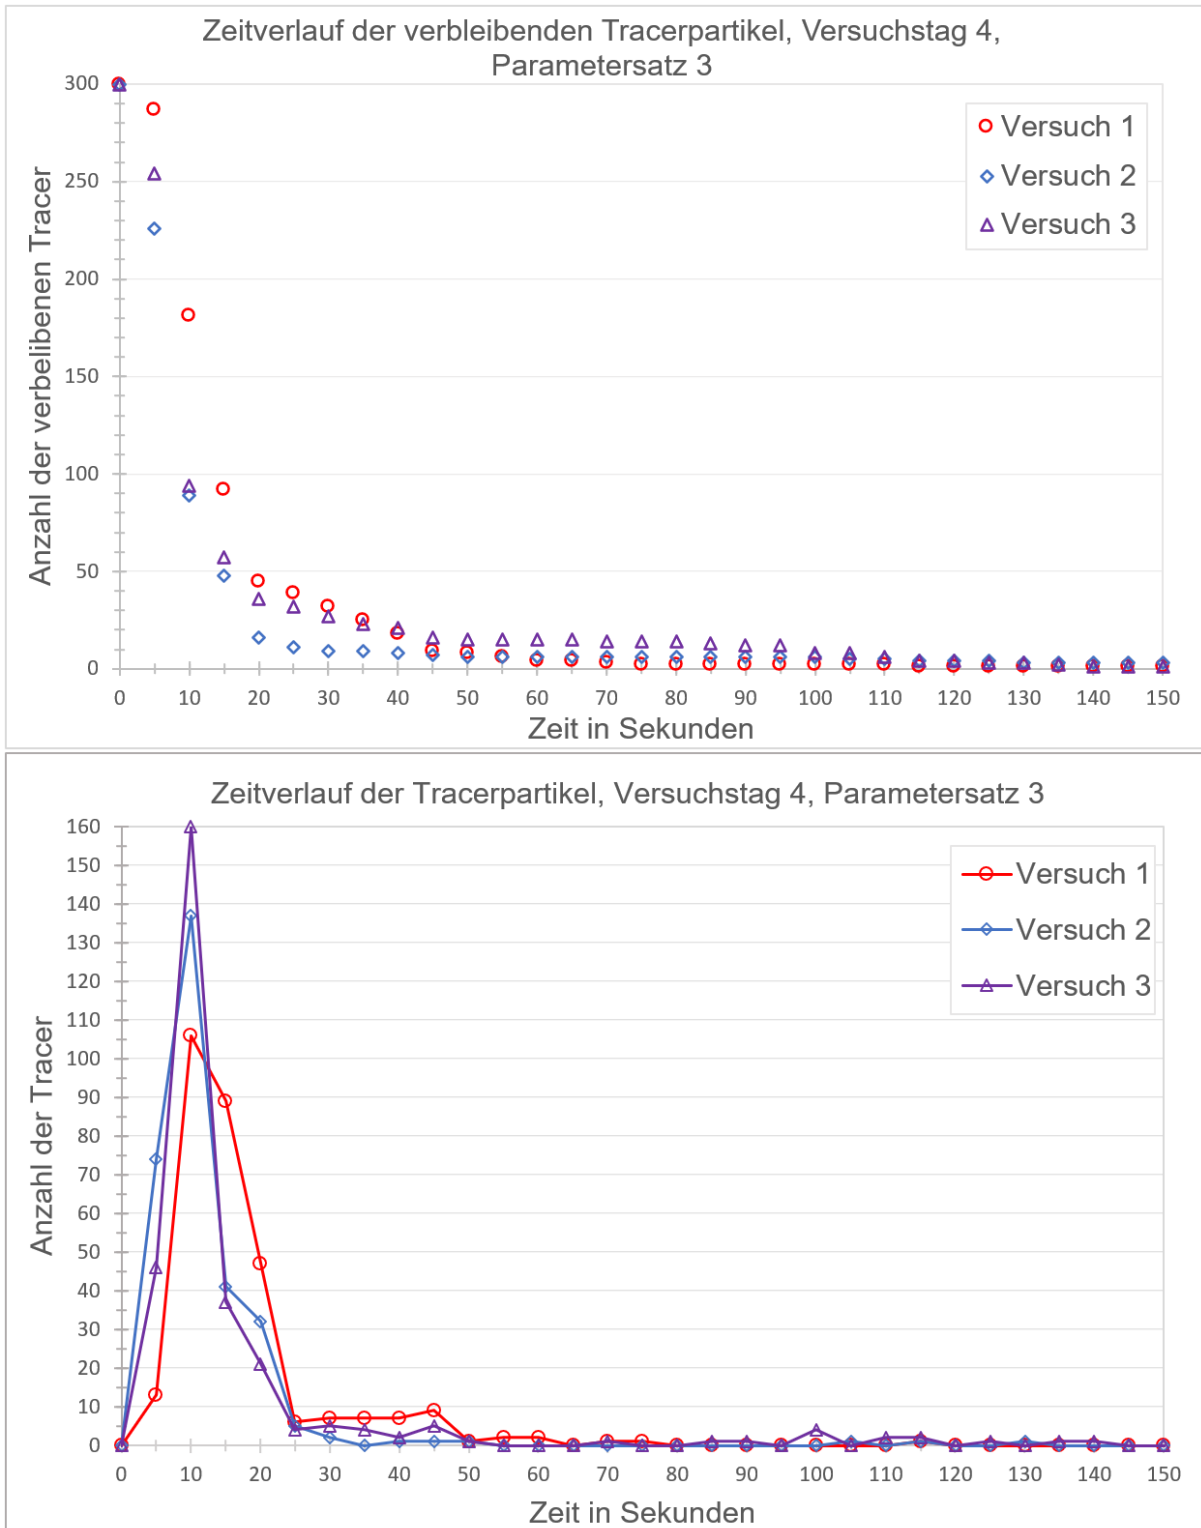 Zeitverlauf der verbleibenden Tracerpartikel, Versuchstag 4,
Parametersatz 3
Anzahl der verbelibenen Tracer
300
250
200
150
100
50
0
Versuch 1
Versuch 2
Versuch 3
0 10 20 30 40 50 60 70 80 90 100 110 120 130 140 150
Zeit in Sekunden
Zeitverlauf der Tracerpartikel, Versuchstag 4, Parametersatz 3
Anzahl der Tracer
160
150
140
130
120
110
100
90
80
70
60
50
40
30
20
10
0
Versuch 1
Versuch 2
Versuch 3
0 10 20 30 40 50 60 70 80 90 100 110 120 130 140 150
Zeit in Sekunden